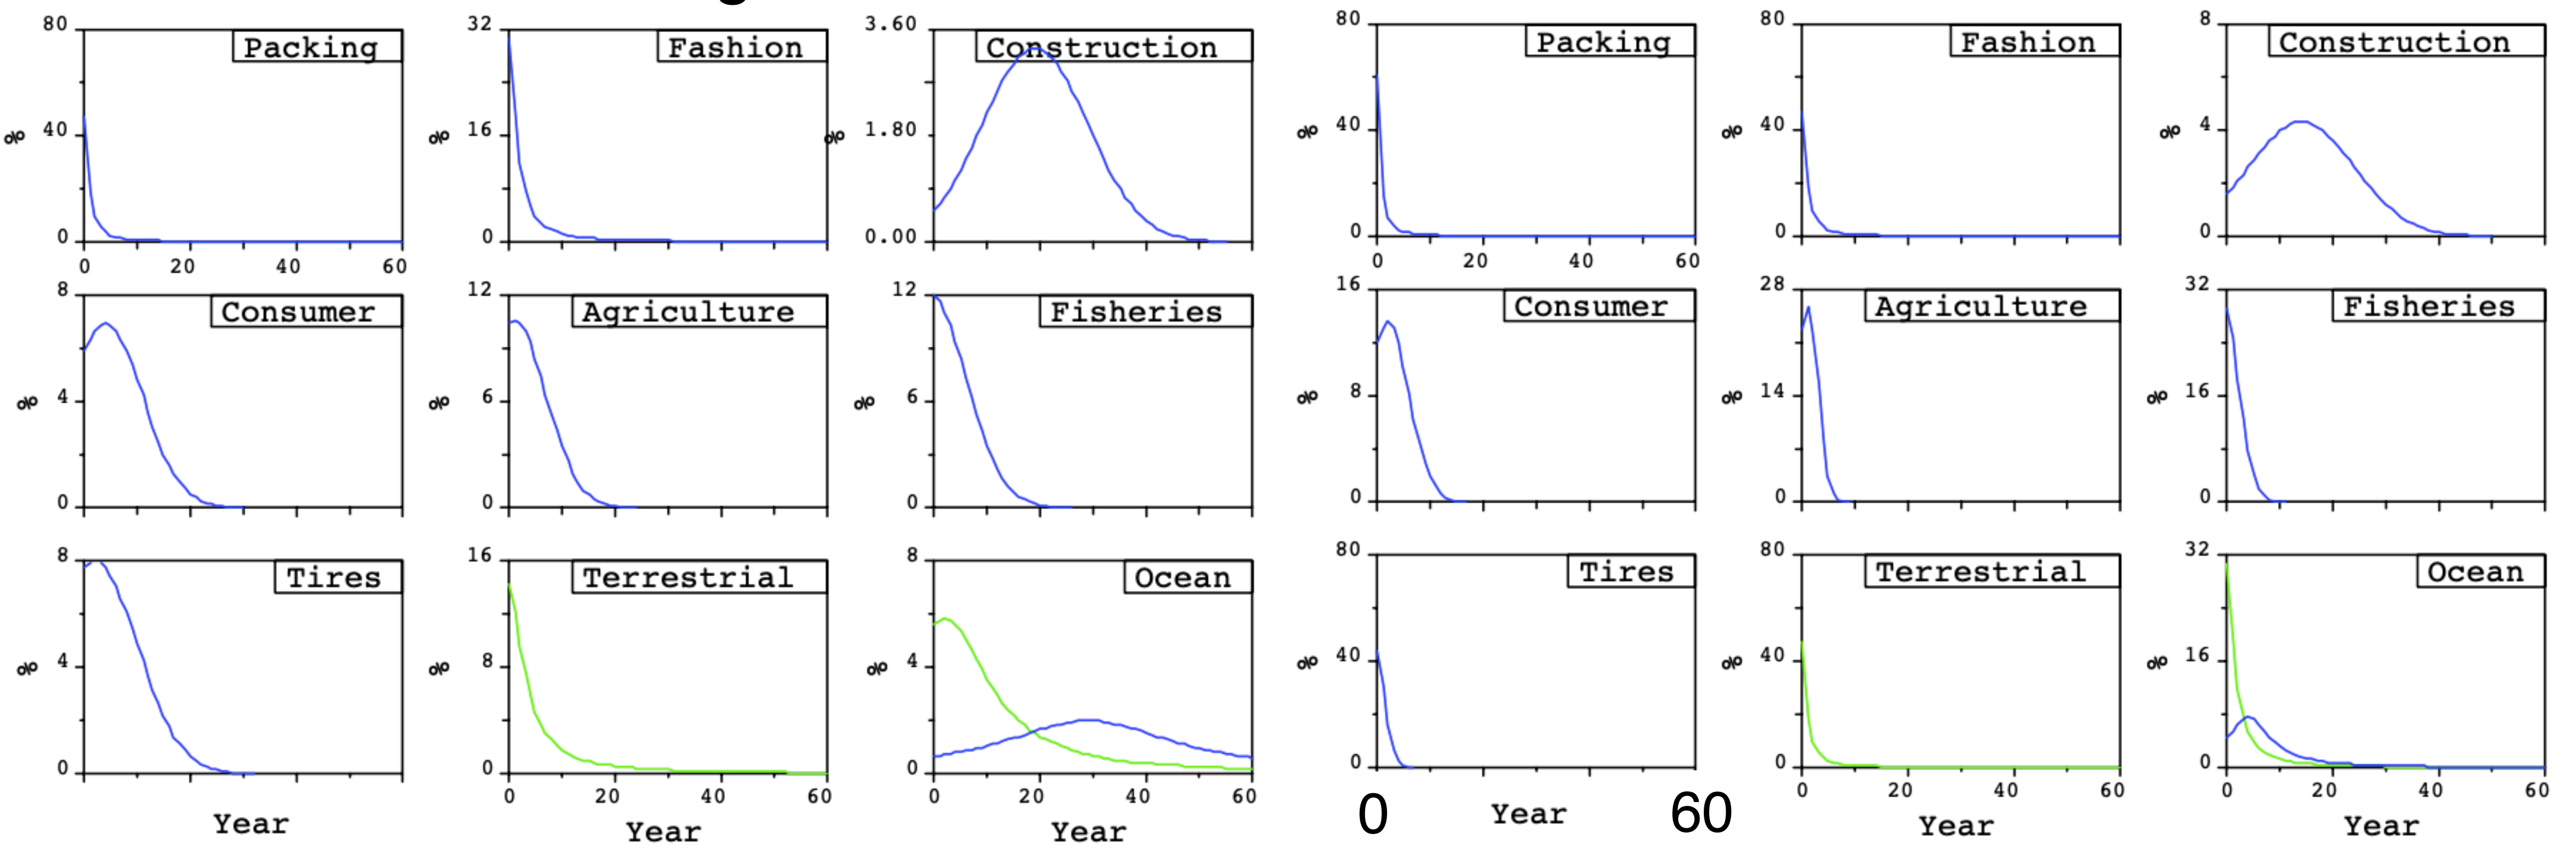 80 Packing 32 Fashion 3.60 Construction 80 Packing 80 Fashion 8 Construction
% 40 % 16 % 1.80 % 40 % 40 % 4
0 0 0.00 0 0 0
0 20 40 60 0 20 40 60
8 Consumer 12 Agriculture 12 Fisheries 16 Consumer 28 Agriculture 32 Fisheries
% 4 % 6 % 6 % 8 % 14 % 16
0 0 0 0 0 0
8 Tires 16 Terrestrial 8 Ocean 80 Tires 80 Terrestrial 32 Ocean
% 4 % 8 % 4 % 40 % 40 % 16
0 0 0 0 0 0
0 20 40 60 0 20 40 60 0 60 0 20 40 60 0 20 40 60
Year Year Year Year Year Year